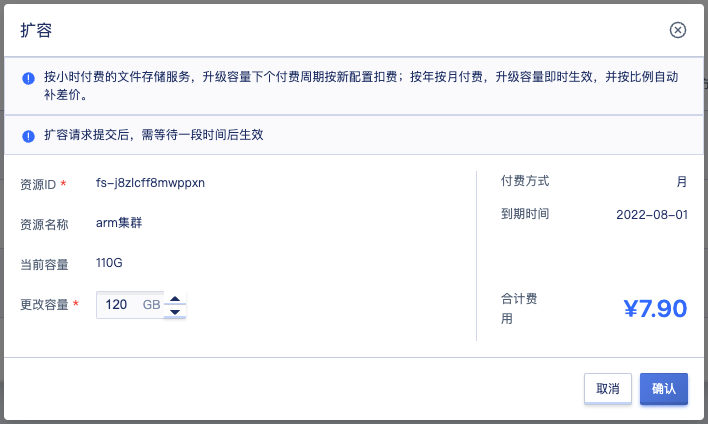 扩容
按小时付费的文件存储服务，升级容量下个付费周期按新配置扣费；按年按月付费，升级容量即时生效，并按比例自动
补差价。
扩容请求提交后，需等待一段时间后生效
资源ID * fs-j8zlcff8mwppxn
资源名称 arm集群
当前容量 110G
更改容量 * 120 GB
付费方式 月
到期时间 2022-08-01
合计费
用
¥7.90
取消 确认